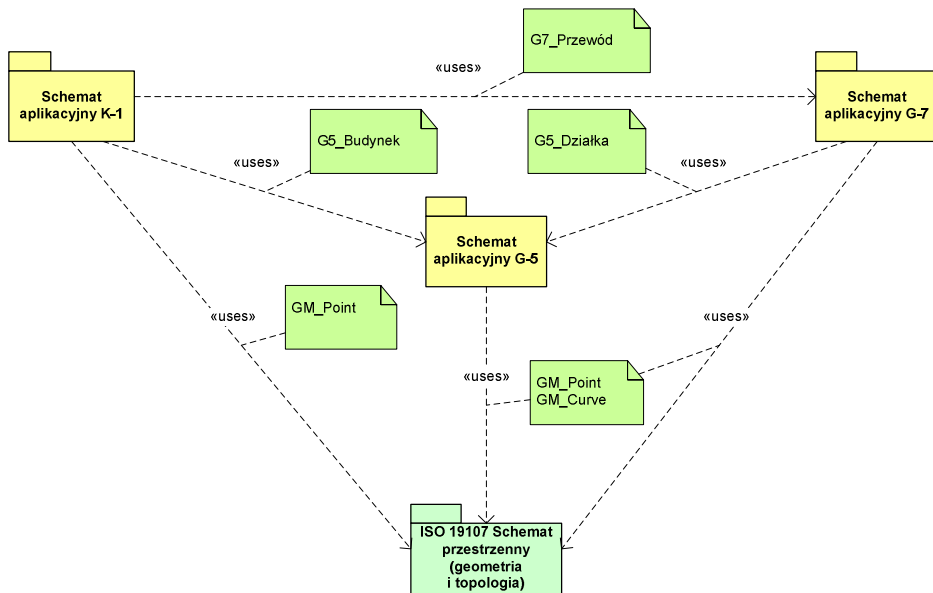 G7_Przewód
«uses»
Schemat
aplikacyjny K-1
Schemat
aplikacyjny G-7
G5_Budynek
G5_Działka
«uses»
«uses»
Schemat
aplikacyjny G-5
GM_Point
«uses»
«uses»
«uses»
GM_Point
GM_Curve
ISO 19107 Schemat
przestrzenny
(geometria
i topologia)